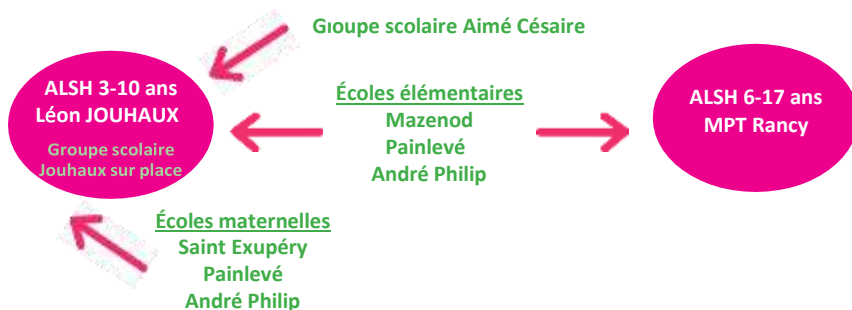 Groupe scolaire Aimé Césaire
ALSH 3-10 ans
Léon JOUHAUX
Groupe scolaire
Jouhaux sur place
Écoles élémentaires
Mazenod
Painlevé
André Philip
ALSH 6-17 ans
MPT Rancy
Écoles maternelles
Saint Exupéry
Painlevé
André Philip